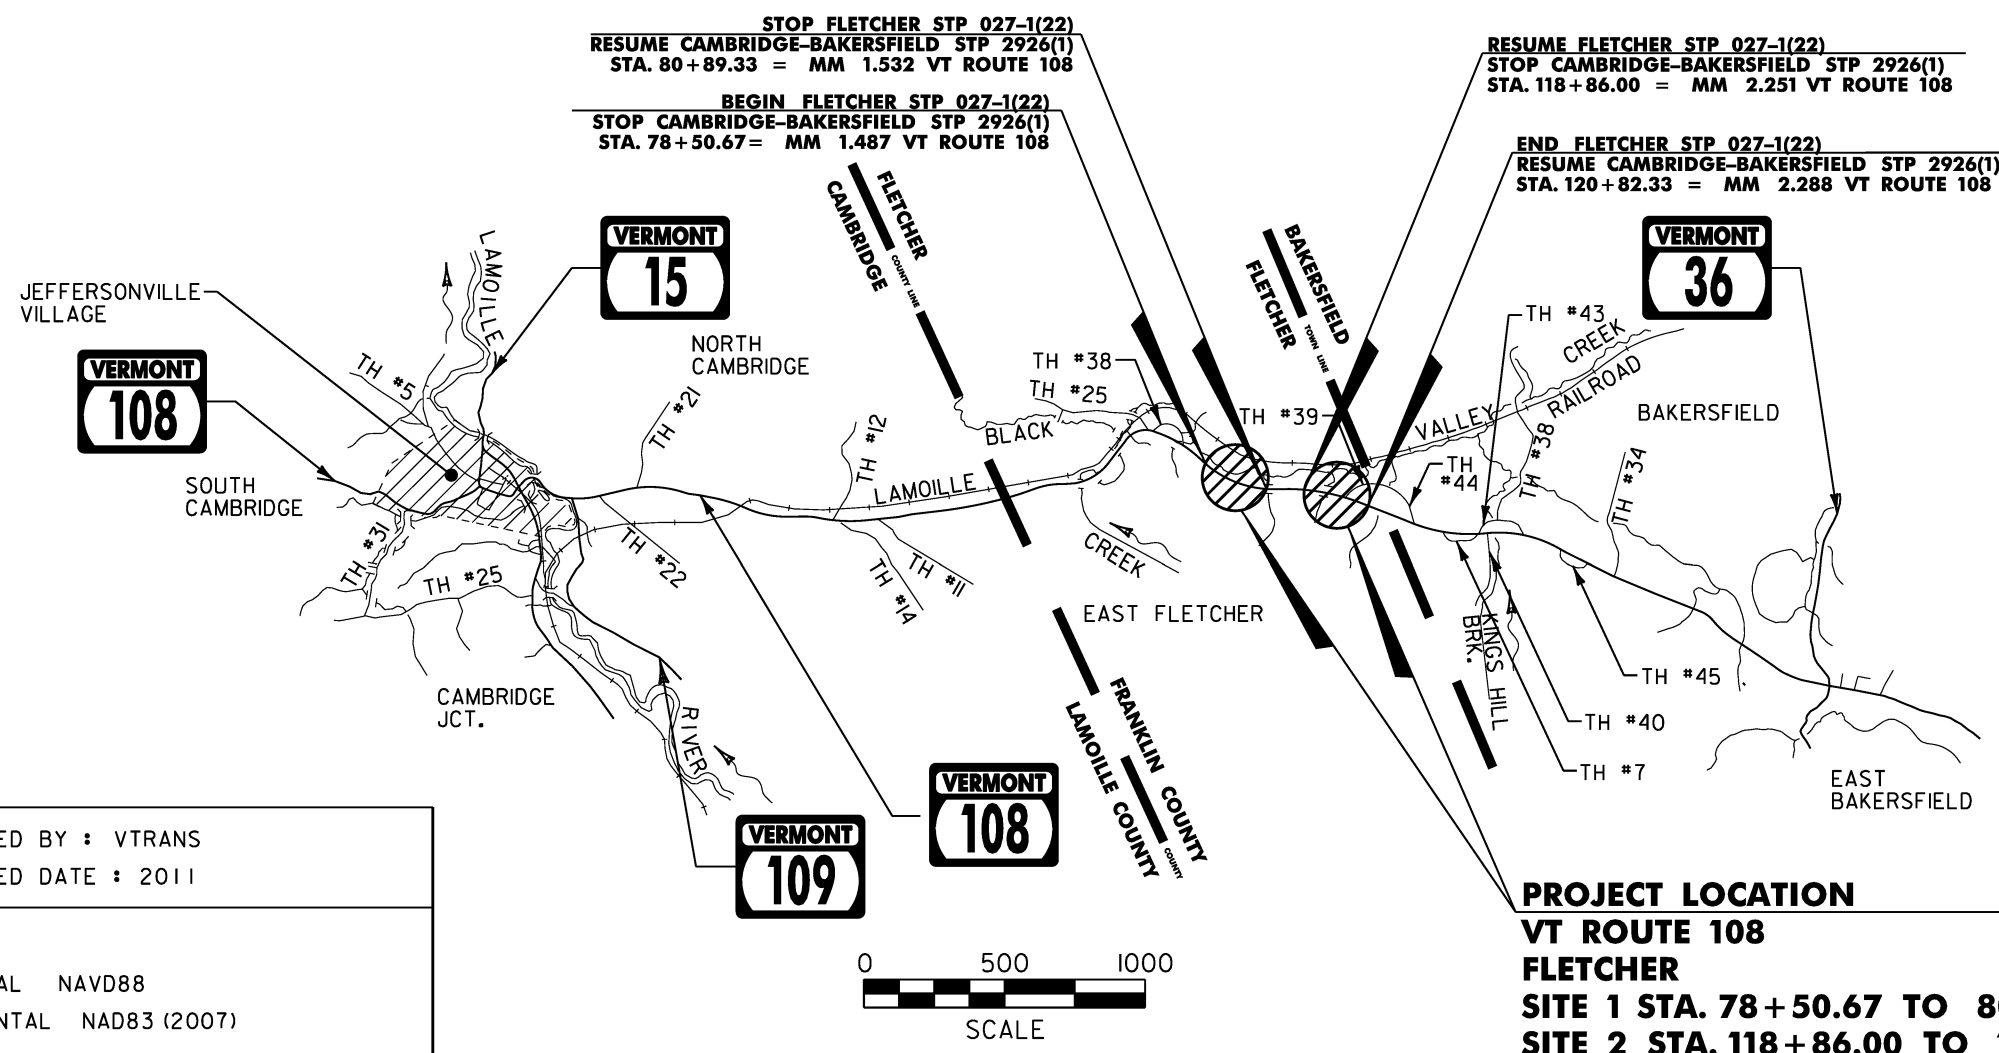 STOP FLETCHER STP 027-1(22)
RESUME CAMBRIDGE-BAKERSFIELD STP 2926(1)
STA. 80+89.33 = MM 1.532 VT ROUTE 108
BEGIN FLETCHER STP 027-1(22)
STOP CAMBRIDGE-BAKERSFIELD STP 2926(1)
STA. 78+50.67= MM 1.487 VT ROUTE 108
RESUME FLETCHER STP 027-1(22)
STOP CAMBRIDGE-BAKERSFIELD STP 2926(1)
STA. 118+86.00 = MM 2.251 VT ROUTE 108
END FLETCHER STP 027-1(22)
RESUME CAMBRIDGE-BAKERSFIELD STP 2926(1)
STA. 120+82.33 = MM 2.288 VT ROUTE 108
FLETCHER
CAMBRIDGE
COUNTY LINE
BAKERSFIELD
FLETCHER
TOWN LINE
VERMONT
15
VERMONT
36
LAMOILLE
JEFFERSONVILLE
VILLAGE
VERMONT
108
TH #5
NORTH
CAMBRIDGE
TH #21
TH #12
TH #38
TH #25
BLACK
TH #39
VALLEY
TH #43
CREEK
RAILROAD
BAKERSFIELD
TH #38
TH #34
TH
#44
SOUTH
CAMBRIDGE
LAMOILLE
TH #31
TH #25
TH #22
TH #11
TH #14
CREEK
EAST FLETCHER
KINGS HILL
BRK.
TH #45
TH #40
TH #7
CAMBRIDGE
JCT.
RIVER
FRANKLIN COUNTY
LAMOILLE COUNTY
COUNTY
EAST
BAKERSFIELD
VERMONT
108
VERMONT
109
ED BY : VTRANS
ED DATE : 2011
AL NAVD88
NTAL NAD83 (2007)
0 500 1000
SCALE
PROJECT LOCATION
VT ROUTE 108
FLETCHER
SITE 1 STA. 78+50.67 TO 8
SITE 2 STA. 118+86.00 TO